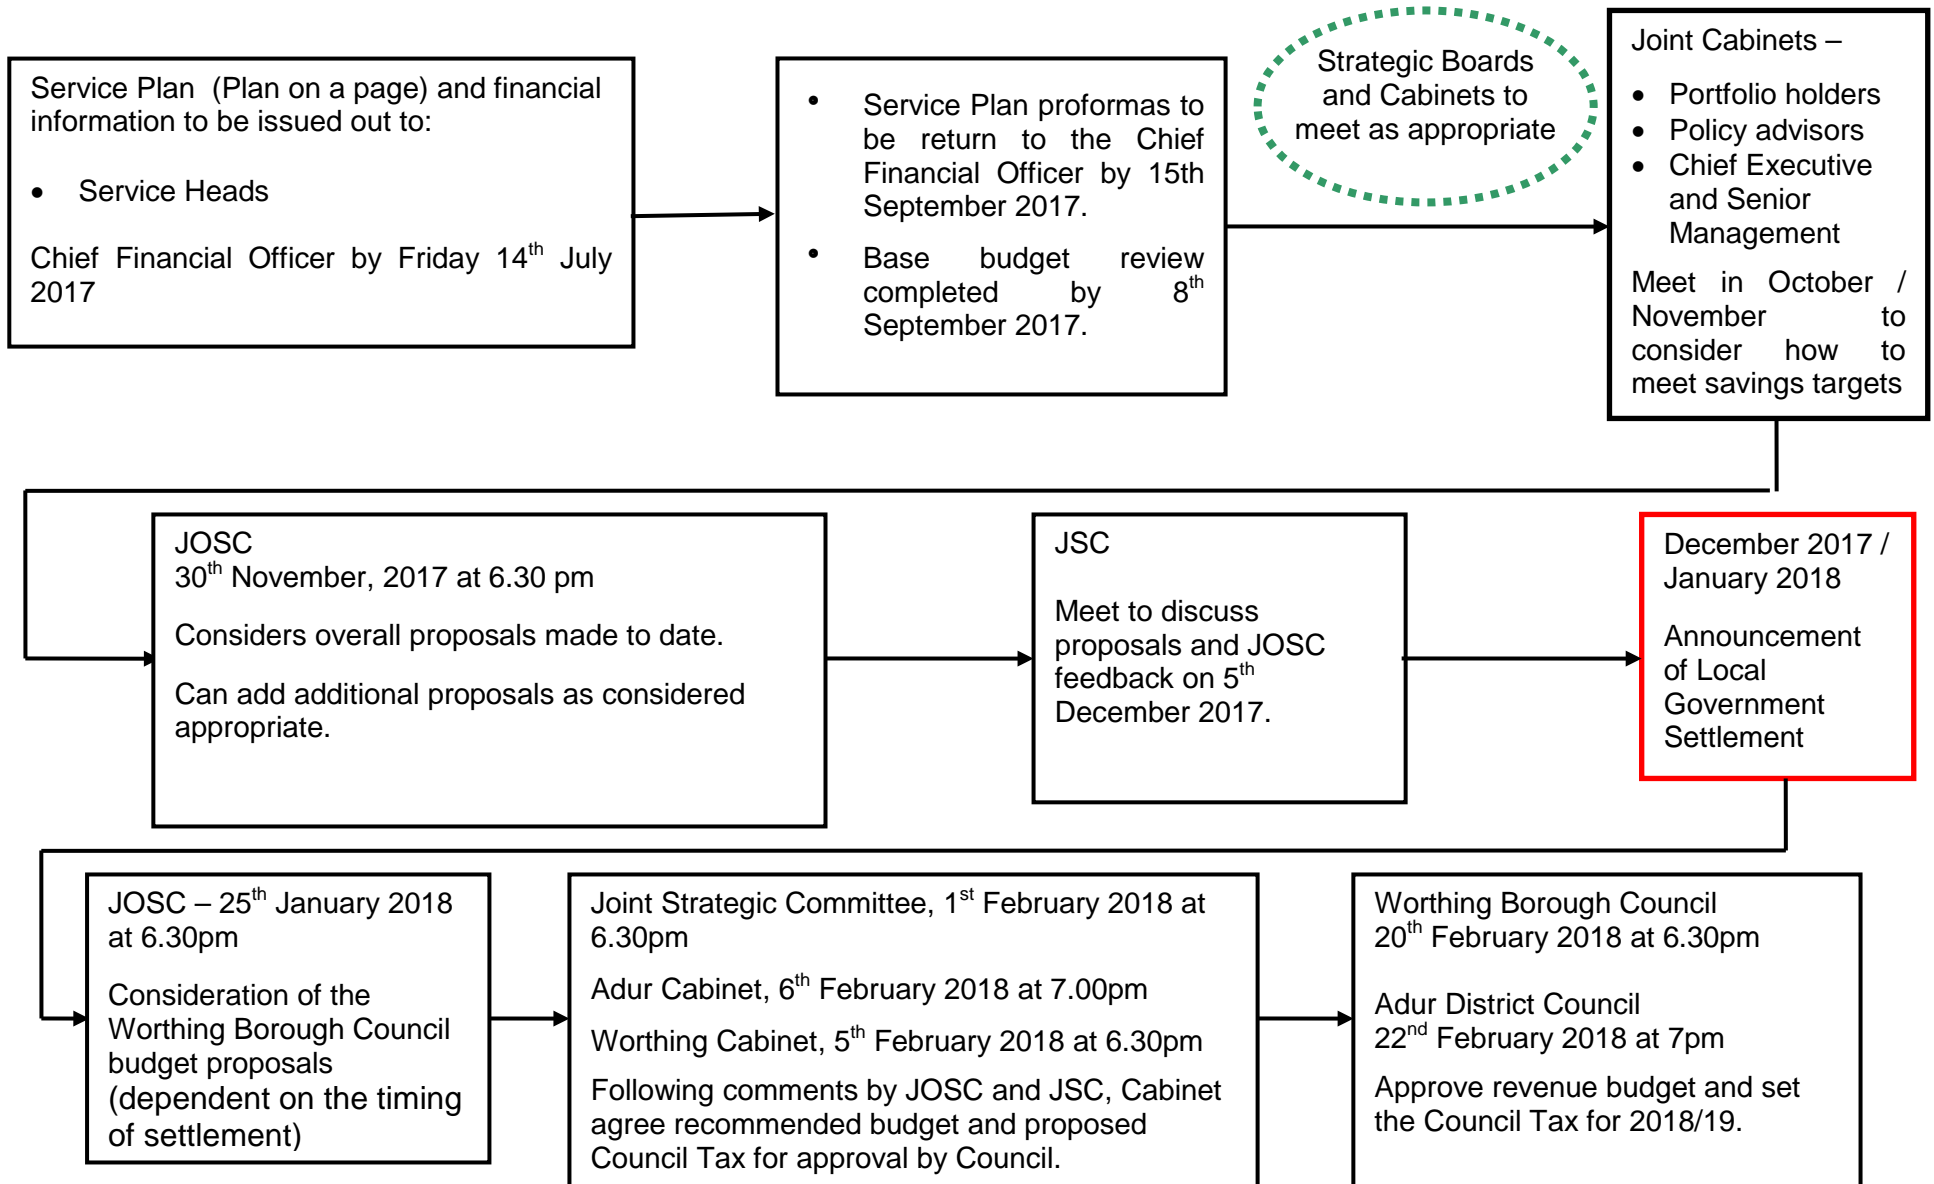 Service Plan (Plan on a page) and financial
information to be issued out to:
• Service Heads
Chief Financial Officer by Friday 14th July
2017
• Service Plan proformas to
be return to the Chief
Financial Officer by 15th
September 2017.
• Base budget review
completed by 8th
September 2017.
Strategic Boards
and Cabinets to
meet as appropriate
Joint Cabinets –
• Portfolio holders
• Policy advisors
• Chief Executive
and Senior
Management
Meet in October /
November to
consider how to
meet savings targets
JOSC
30th November, 2017 at 6.30 pm
Considers overall proposals made to date.
Can add additional proposals as considered
appropriate.
JSC
Meet to discuss
proposals and JOSC
feedback on 5th
December 2017.
December 2017 /
January 2018
Announcement
of Local
Government
Settlement
JOSC – 25th January 2018
at 6.30pm
Consideration of the
Worthing Borough Council
budget proposals
(dependent on the timing
of settlement)
Joint Strategic Committee, 1st February 2018 at
6.30pm
Adur Cabinet, 6th February 2018 at 7.00pm
Worthing Cabinet, 5th February 2018 at 6.30pm
Following comments by JOSC and JSC, Cabinet
agree recommended budget and proposed
Council Tax for approval by Council.
Worthing Borough Council
20th February 2018 at 6.30pm
Adur District Council
22nd February 2018 at 7pm
Approve revenue budget and set
the Council Tax for 2018/19.